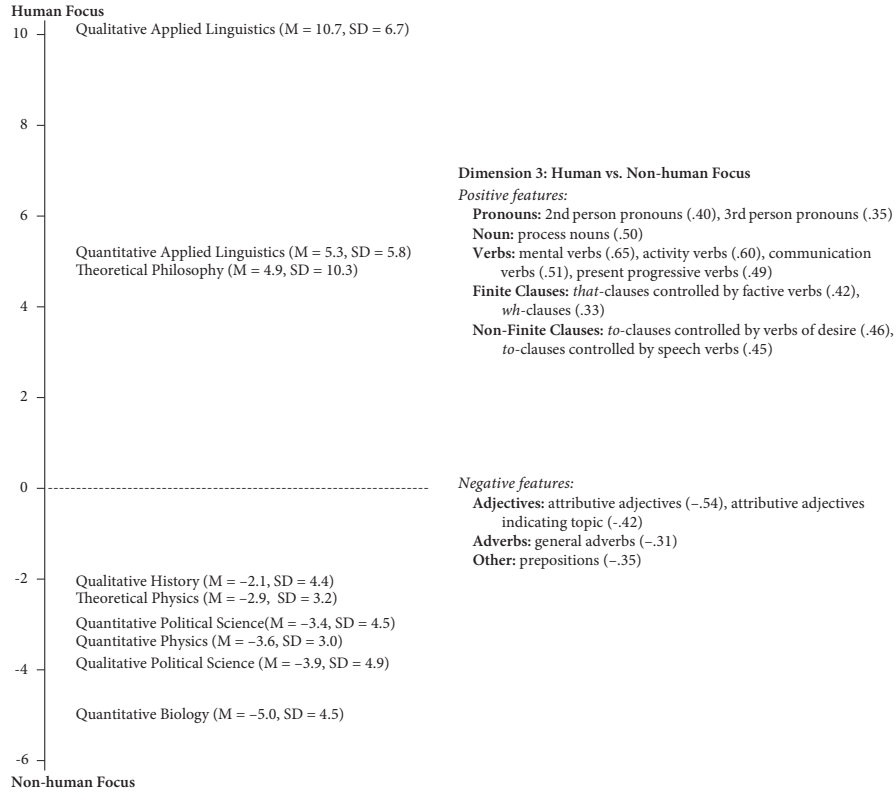 Human Focus
10
Qualitative Applied Linguistics (M = 10.7, SD = 6.7)
8
6
Quantitative Applied Linguistics (M = 5.3, SD = 5.8)
Theoretical Philosophy (M = 4.9, SD = 10.3)
4
2
0
-2
Qualitative History (M = –2.1, SD = 4.4)
Theoretical Physics (M = –2.9, SD = 3.2)
Quantitative Political Science(M = –3.4, SD = 4.5)
Quantitative Physics (M = –3.6, SD = 3.0)
-4
Qualitative Political Science (M = –3.9, SD = 4.9)
Quantitative Biology (M = –5.0, SD = 4.5)
-6
Non-human Focus
Dimension 3: Human vs. Non-human Focus
Positive features:
Pronouns: 2nd person pronouns (.40), 3rd person pronouns (.35)
Noun: process nouns (.50)
Verbs: mental verbs (.65), activity verbs (.60), communication
verbs (.51), present progressive verbs (.49)
Finite Clauses: that-clauses controlled by factive verbs (.42),
wh-clauses (.33)
Non-Finite Clauses: to-clauses controlled by verbs of desire (.46),
to-clauses controlled by speech verbs (.45)
Negative features:
Adjectives: attributive adjectives (–.54), attributive adjectives
indicating topic (-.42)
Adverbs: general adverbs (–.31)
Other: prepositions (–.35)